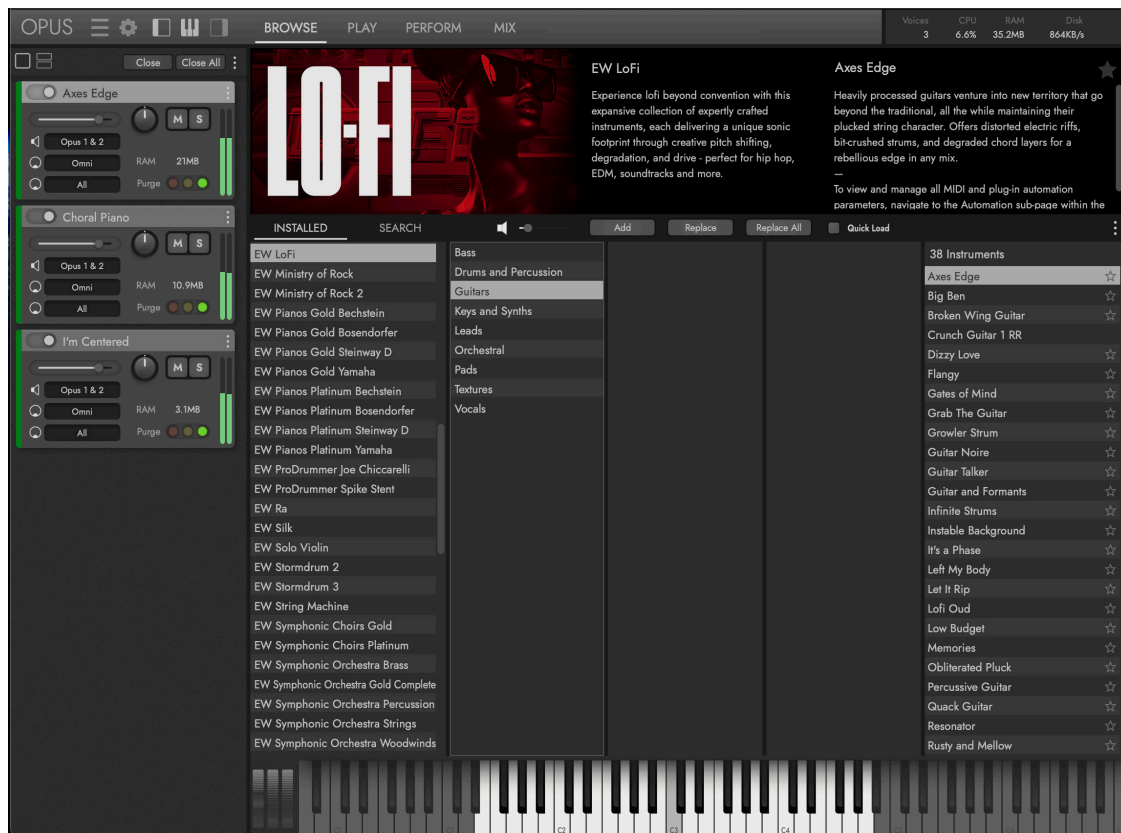 OPUS
BROWSE
PLAY
PERFORM
MIX
Voices
3
CPU
6.6%
RAM
35.2MB
Disk
864KB/s
Close
Close All
Axes Edge
M
S
Opus 1 & 2
Omni
RAM
21MB
All
Purge
Choral Piano
M
S
Opus 1 & 2
Omni
RAM
10.9MB
All
Purge
I'm Centered
M
S
Opus 1 & 2
Omni
RAM
3.1MB
All
Purge
LO-FI
EW LoFi
Experience lofi beyond convention with this
expansive collection of expertly crafted
instruments, each delivering a unique sonic
footprint through creative pitch shifting,
degradation, and drive - perfect for hip hop,
EDM, soundtracks and more.
Axes Edge
Heavily processed guitars venture into new territory that go
beyond the traditional, all the while maintaining their
plucked string character. Offers distorted electric riffs,
bit-crushed strums, and degraded chord layers for a
rebellious edge in any mix.
—
To view and manage all MIDI and plug-in automation
parameters, navigate to the Automation sub-page within the
INSTALLED
SEARCH
Add
Replace
Replace All
Quick Load
EW LoFi
EW Ministry of Rock
EW Ministry of Rock 2
EW Pianos Gold Bechstein
EW Pianos Gold Bosendorfer
EW Pianos Gold Steinway D
EW Pianos Gold Yamaha
EW Pianos Platinum Bechstein
EW Pianos Platinum Bosendorfer
EW Pianos Platinum Steinway D
EW Pianos Platinum Yamaha
EW ProDrummer Joe Chiccarelli
EW ProDrummer Spike Stent
EW Ra
EW Silk
EW Solo Violin
EW Stormdrum 2
EW Stormdrum 3
EW String Machine
EW Symphonic Choirs Gold
EW Symphonic Choirs Platinum
EW Symphonic Orchestra Brass
EW Symphonic Orchestra Gold Complete
EW Symphonic Orchestra Percussion
EW Symphonic Orchestra Strings
EW Symphonic Orchestra Woodwinds
Bass
Drums and Percussion
Guitars
Keys and Synths
Leads
Orchestral
Pads
Textures
Vocals
38 Instruments
Axes Edge
Big Ben
Broken Wing Guitar
Crunch Guitar 1 RR
Dizzy Love
Flangy
Gates of Mind
Grab The Guitar
Growler Strum
Guitar Noire
Guitar Talker
Guitar and Formants
Infinite Strums
Instable Background
It's a Phase
Left My Body
Let It Rip
Lofi Oud
Low Budget
Memories
Obliterated Pluck
Percussive Guitar
Quack Guitar
Resonator
Rusty and Mellow
C2
C3
C4